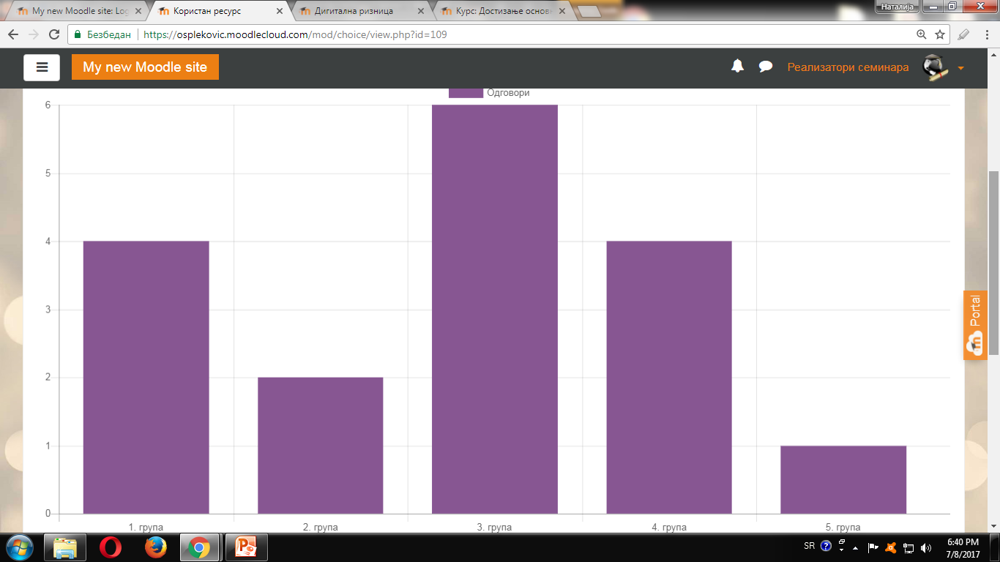 My new Moodle site: Log
Користан ресурс
Дигитална ризница
Курс: Достизање основн
Наталија
Безбедан
https://osplekovic.moodlecloud.com/mod/choice/view.php?id=109
My new Moodle site
Реализатори семинара
Одговори
6
5
4
3
2
1
0
1. група
2. група
3. група
4. група
5. група
Portal
SR
6:40 PM
7/8/2017